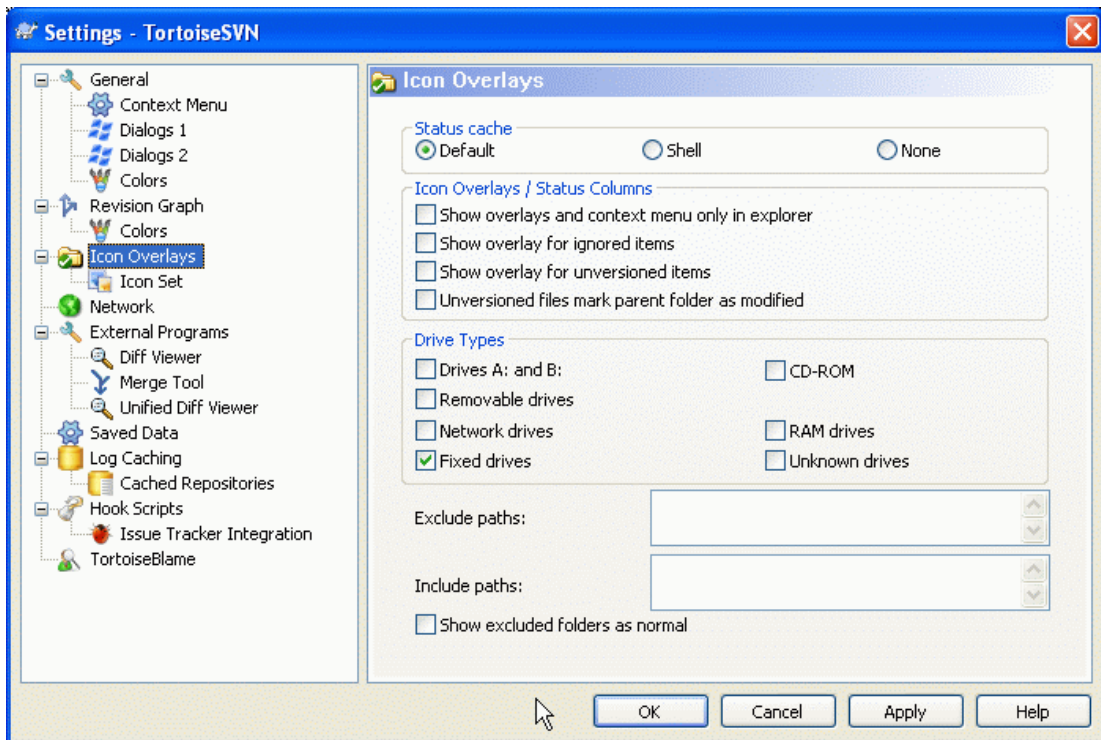 Settings - TortoiseSVN
General
Context Menu
Dialogs 1
Dialogs 2
Colors
Revision Graph
Colors
Icon Overlays
Icon Set
Network
External Programs
Diff Viewer
Merge Tool
Unified Diff Viewer
Saved Data
Log Caching
Cached Repositories
Hook Scripts
Issue Tracker Integration
TortoiseBlame
Icon Overlays
Status cache
Default Shell None
Icon Overlays / Status Columns
Show overlays and context menu only in explorer
Show overlay for ignored items
Show overlay for unversioned items
Unversioned files mark parent folder as modified
Drive Types
Drives A: and B: CD-ROM
Removable drives
Network drives RAM drives
Fixed drives Unknown drives
Exclude paths:
Include paths:
Show excluded folders as normal
OK Cancel Apply Help